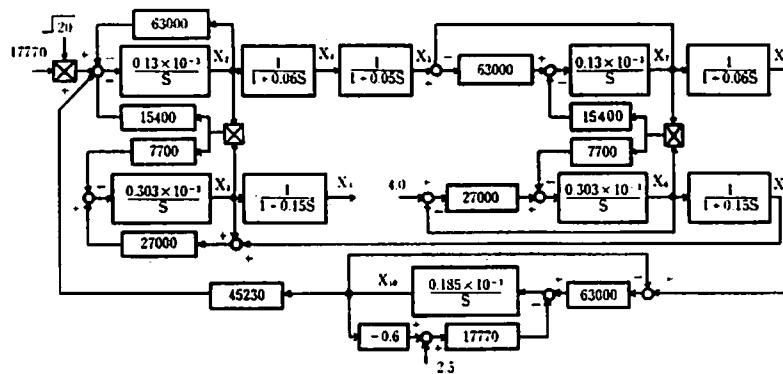 20
63000
17770
0.13×10⁻³
S
X₂
1
1+0.06S
X₄
1
1+0.05S
X₅
63000
0.13×10⁻³
S
X₇
1
1+0.06S
15400
7700
15400
7700
0.303×10⁻³
S
X₃
1
1+0.15S
4.0
27000
0.303×10⁻³
S
1
1+0.15S
27000
45230
X₁₀
0.185×10⁻³
S
63000
-0.6
17770
2.5